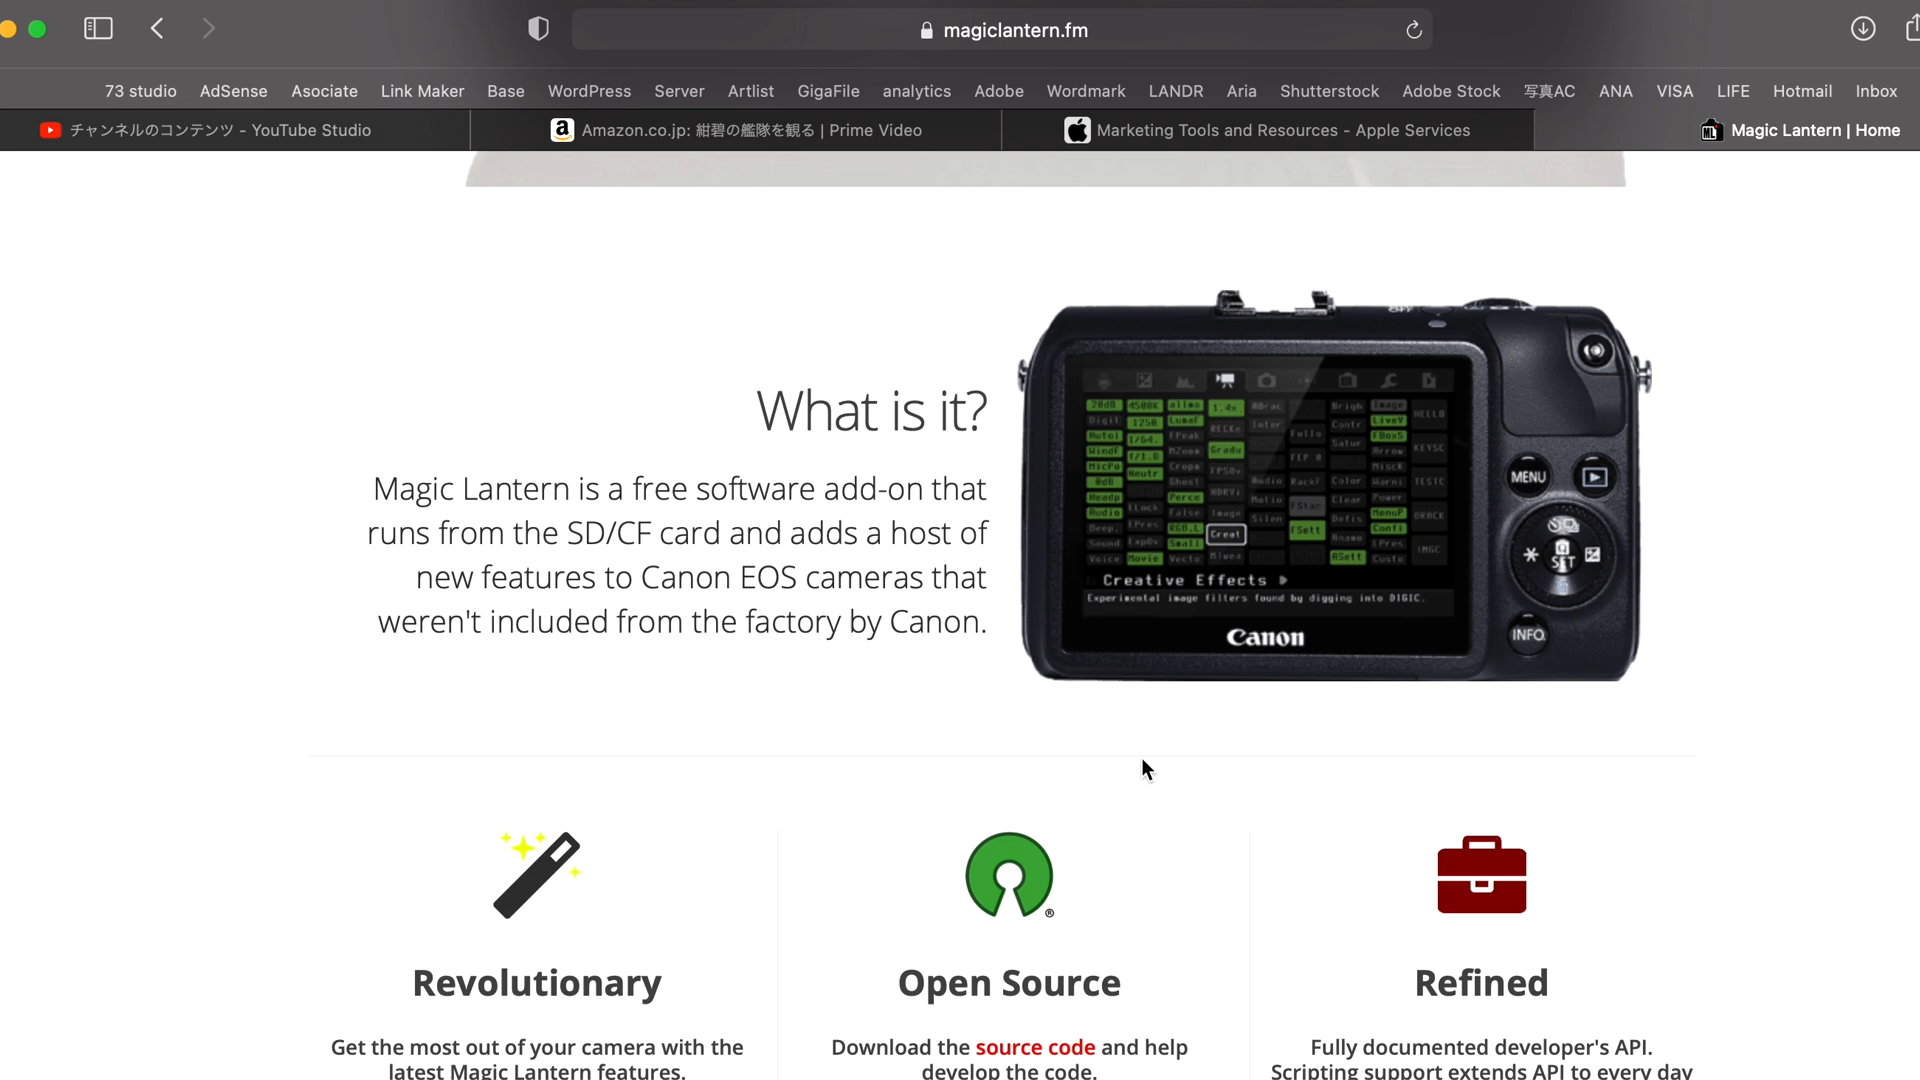 magiclantern.fm
73 studio AdSense Asociate Link Maker Base WordPress Server Artlist GigaFile analytics Adobe Wordmark LANDR Aria Shutterstock Adobe Stock 写真AC ANA VISA LIFE Hotmail Inbox
チャンネルのコンテンツ - YouTube Studio
Amazon.co.jp: 紺碧の艦隊を観る | Prime Video
Marketing Tools and Resources - Apple Services
Magic Lantern | Home
What is it?
Magic Lantern is a free software add-on that
runs from the SD/CF card and adds a host of
new features to Canon EOS cameras that
weren't included from the factory by Canon.
Creative Effects
Experimental image filters found by digging into DIGIC.
Canon
MENU
SET
INFO.
Revolutionary
Get the most out of your camera with the
latest Magic Lantern features.
Open Source
Download the source code and help
develop the code.
Refined
Fully documented developer's API.
Scripting support extends API to every day